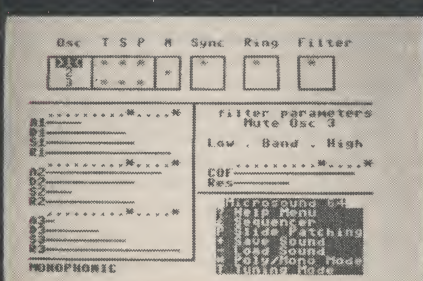 Osc T S P M Sync Ring Filter
1
2
3
filter parameters
Mute Osc 3
Low . Band . High
A1
D1
S1
R1
A2
D2
S2
R2
COF
Res
A3
D3
S3
R3
Microsound 64
Help Menu
Sequencer
Slide Patching
Save Sound
Load Sound
Poly/Mono Mode
Tuning Mode
MONOPHONIC